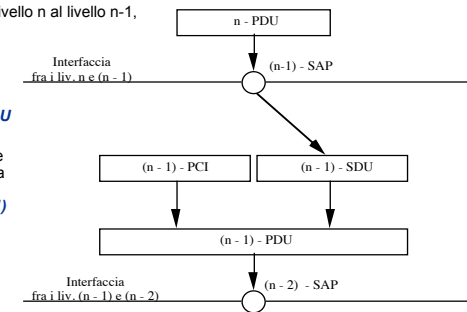 ivello n al livello n-1,
n - PDU
Interfaccia
fra i liv. n e (n - 1)
(n-1) - SAP
U
e
a
(n - 1) - PCI
(n - 1) - SDU
)
(n - 1) - PDU
Interfaccia
fra i liv. (n - 1) e (n - 2)
(n - 2) - SAP